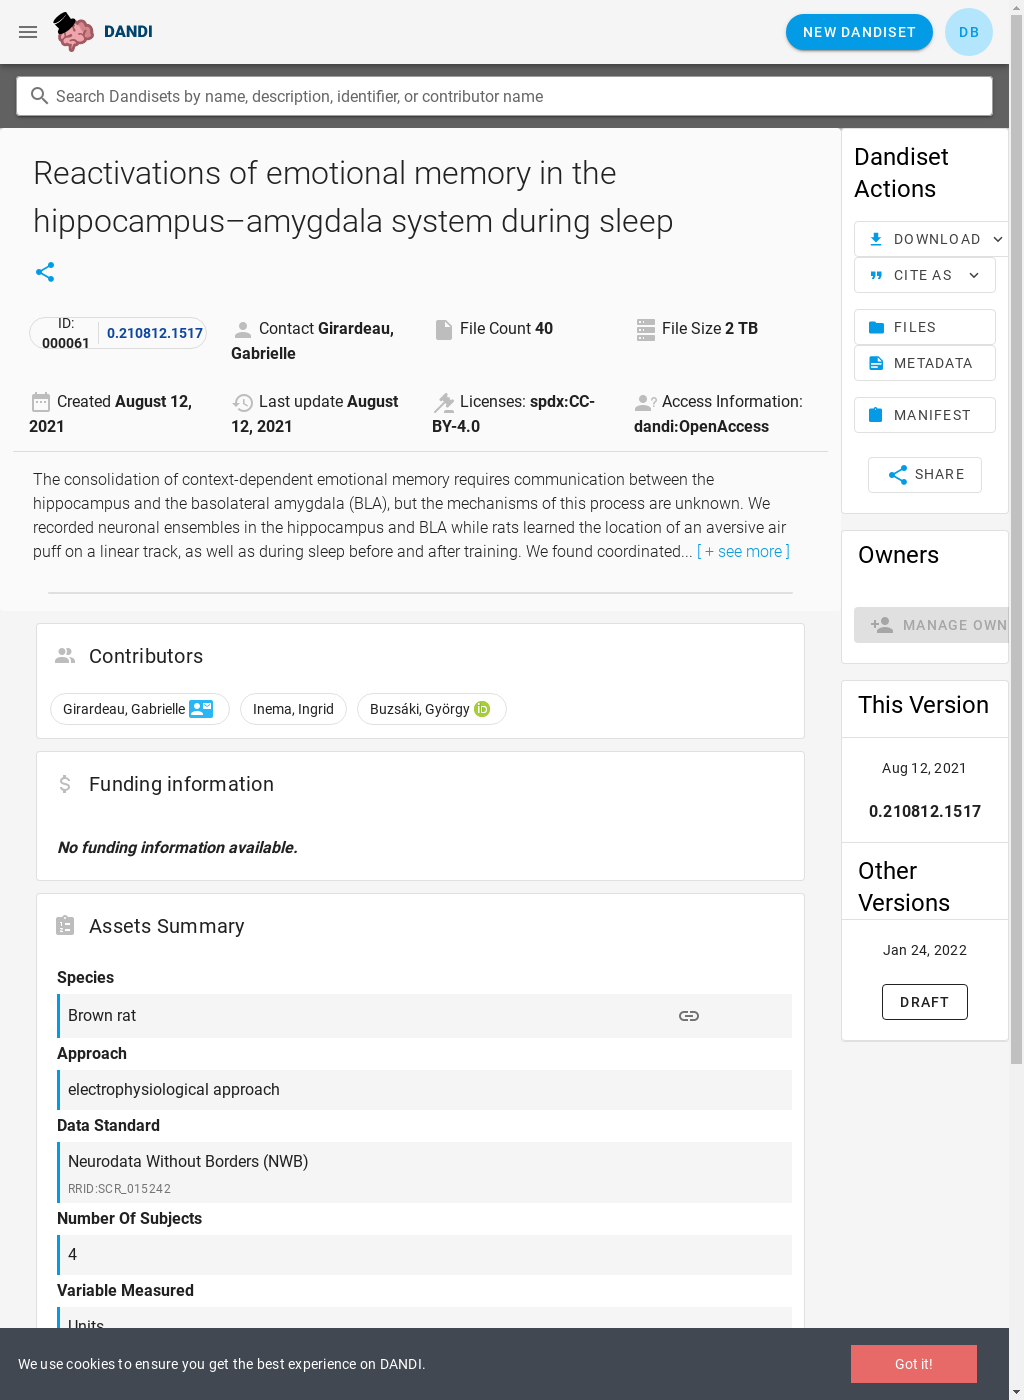 DANDI
NEW DANDISET
DB
Search Dandisets by name, description, identifier, or contributor name
Reactivations of emotional memory in the
hippocampus–amygdala system during sleep
ID:
000061
0.210812.1517
Contact Girardeau,
Gabrielle
File Count 40
File Size 2 TB
Created August 12,
2021
Last update August
12, 2021
Licenses: spdx:CC-
BY-4.0
Access Information:
dandi:OpenAccess
The consolidation of context-dependent emotional memory requires communication between the
hippocampus and the basolateral amygdala (BLA), but the mechanisms of this process are unknown. We
recorded neuronal ensembles in the hippocampus and BLA while rats learned the location of an aversive air
puff on a linear track, as well as during sleep before and after training. We found coordinated... [ + see more ]
Contributors
Girardeau, Gabrielle
Inema, Ingrid
Buzsáki, György iD
Funding information
No funding information available.
Assets Summary
Species
Brown rat
Approach
electrophysiological approach
Data Standard
Neurodata Without Borders (NWB)
RRID:SCR_015242
Number Of Subjects
4
Variable Measured
Units
Dandiset
Actions
DOWNLOAD
CITE AS
FILES
METADATA
MANIFEST
SHARE
Owners
MANAGE OWN
This Version
Aug 12, 2021
0.210812.1517
Other
Versions
Jan 24, 2022
DRAFT
We use cookies to ensure you get the best experience on DANDI.
Got it!